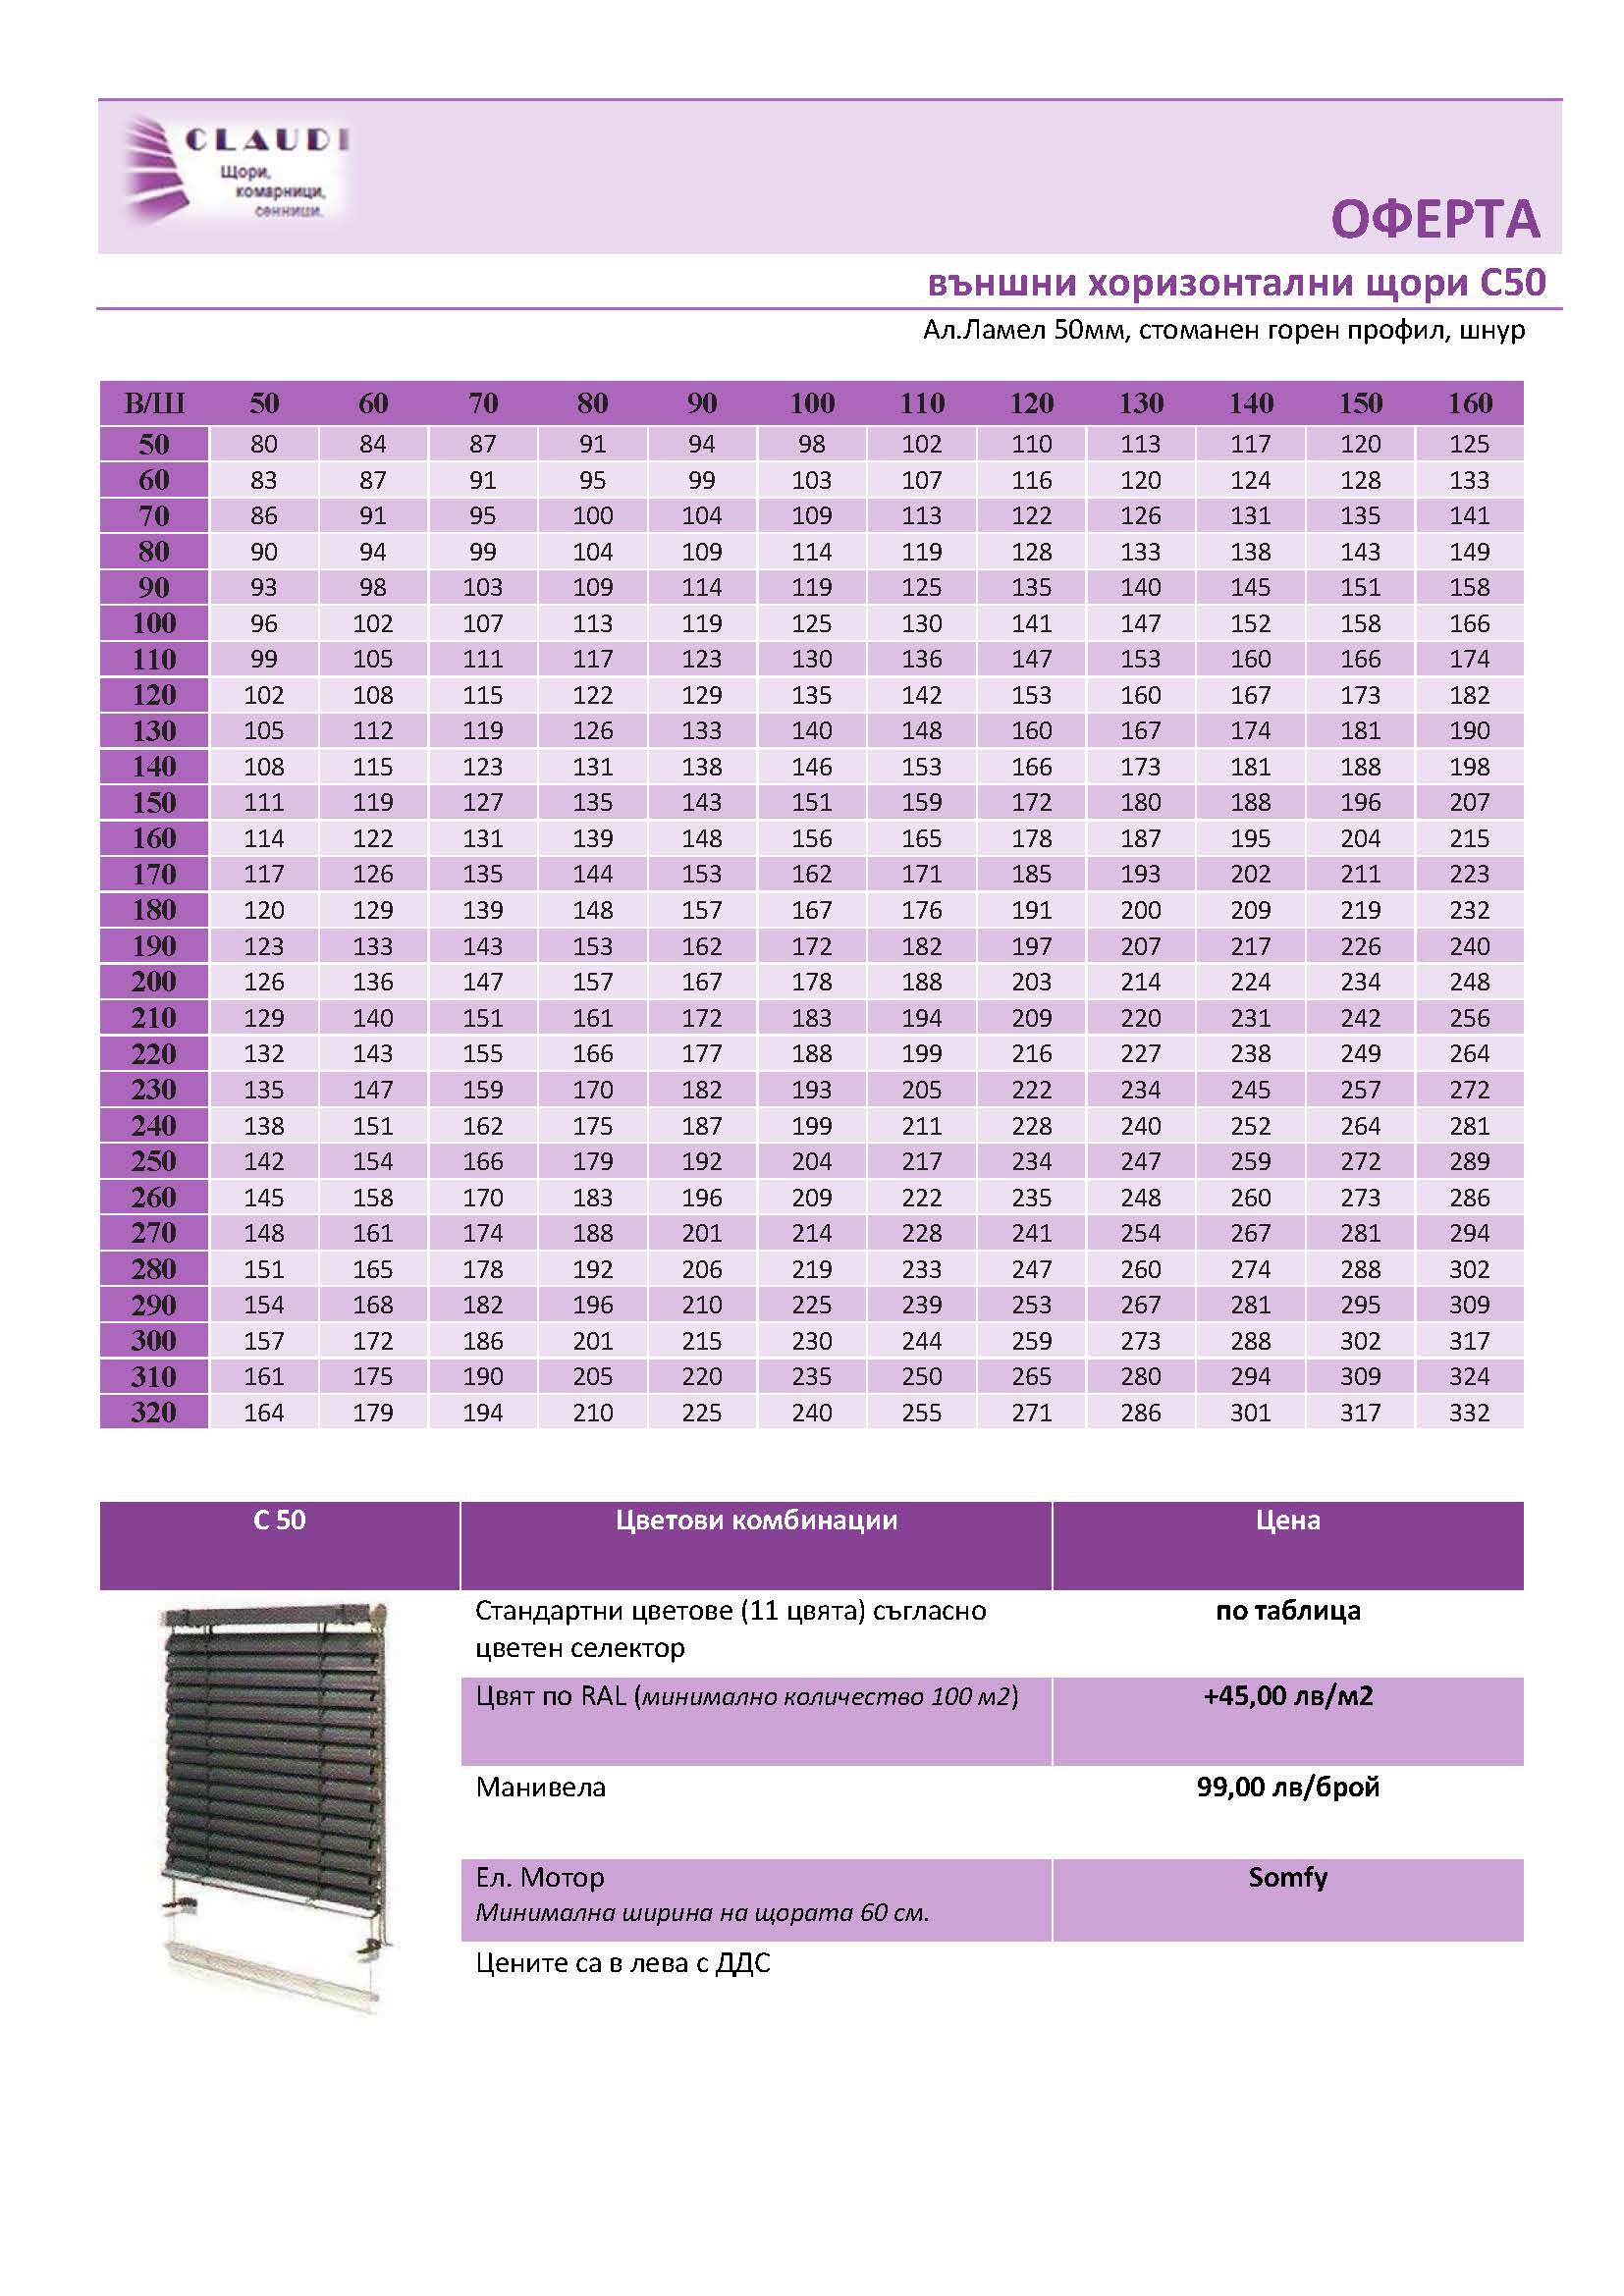 CLAUDI
Щори,
комарници,
сенници.
ОФЕРТА
външни хоризонтални щори С50
Ал.Ламел 50мм, стоманен горен профил, шнур
В/Ш 50 60 70 80 90 100 110 120 130 140 150 160
50 80 84 87 91 94 98 102 110 113 117 120 125
60 83 87 91 95 99 103 107 116 120 124 128 133
70 86 91 95 100 104 109 113 122 126 131 135 141
80 90 94 99 104 109 114 119 128 133 138 143 149
90 93 98 103 109 114 119 125 135 140 145 151 158
100 96 102 107 113 119 125 130 141 147 152 158 166
110 99 105 111 117 123 130 136 147 153 160 166 174
120 102 108 115 122 129 135 142 153 160 167 173 182
130 105 112 119 126 133 140 148 160 167 174 181 190
140 108 115 123 131 138 146 153 166 173 181 188 198
150 111 119 127 135 143 151 159 172 180 188 196 207
160 114 122 131 139 148 156 165 178 187 195 204 215
170 117 126 135 144 153 162 171 185 193 202 211 223
180 120 129 139 148 157 167 176 191 200 209 219 232
190 123 133 143 153 162 172 182 197 207 217 226 240
200 126 136 147 157 167 178 188 203 214 224 234 248
210 129 140 151 161 172 183 194 209 220 231 242 256
220 132 143 155 166 177 188 199 216 227 238 249 264
230 135 147 159 170 182 193 205 222 234 245 257 272
240 138 151 162 175 187 199 211 228 240 252 264 281
250 142 154 166 179 192 204 217 234 247 259 272 289
260 145 158 170 183 196 209 222 235 248 260 273 286
270 148 161 174 188 201 214 228 241 254 267 281 294
280 151 165 178 192 206 219 233 247 260 274 288 302
290 154 168 182 196 210 225 239 253 267 281 295 309
300 157 172 186 201 215 230 244 259 273 288 302 317
310 161 175 190 205 220 235 250 265 280 294 309 324
320 164 179 194 210 225 240 255 271 286 301 317 332
С 50 Цветови комбинации Цена
Стандартни цветове (11 цвята) съгласно по таблица
цветен селектор
Цвят по RAL (минимално количество 100 м2) +45,00 лв/м2
Манивела 99,00 лв/брой
Ел. Мотор Somfy
Минимална ширина на щората 60 см.
Цените са в лева с ДДС